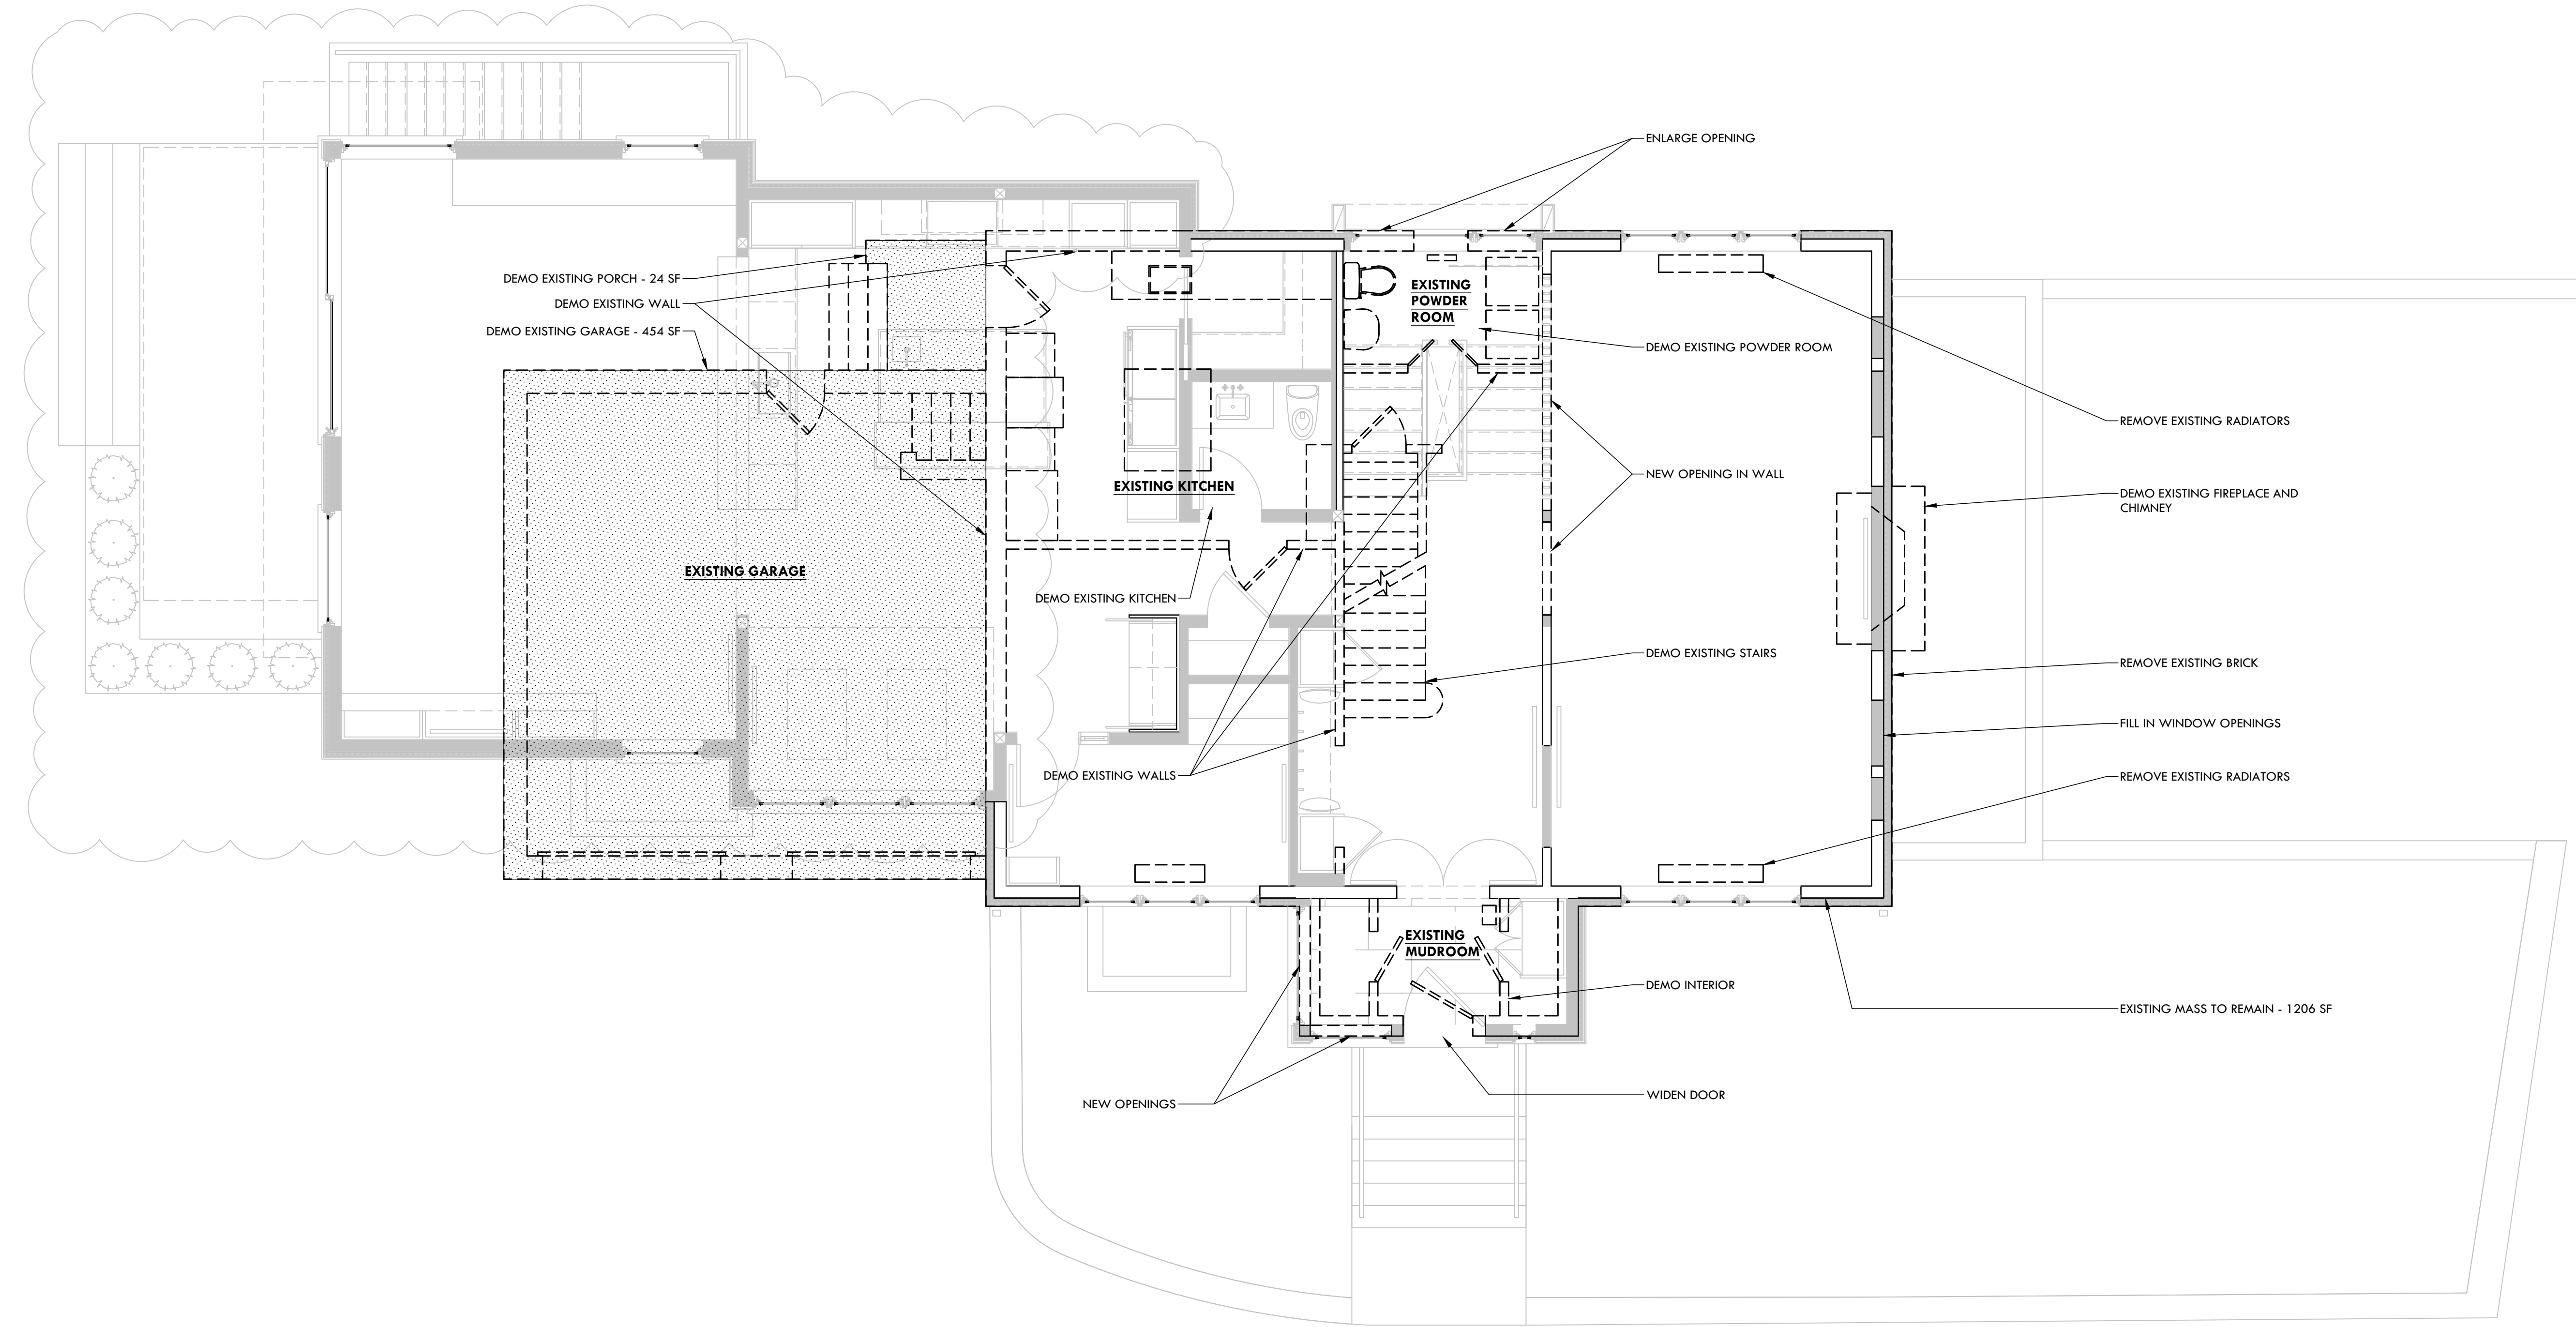 ENLARGE OPENING
DEMO EXISTING PORCH - 24 SF
DEMO EXISTING WALL
DEMO EXISTING GARAGE - 454 SF
EXISTING
POWDER
ROOM
DEMO EXISTING POWDER ROOM
REMOVE EXISTING RADIATORS
NEW OPENING IN WALL
EXISTING KITCHEN
DEMO EXISTING FIREPLACE AND
CHIMNEY
EXISTING GARAGE
DEMO EXISTING KITCHEN
DEMO EXISTING STAIRS
REMOVE EXISTING BRICK
FILL IN WINDOW OPENINGS
DEMO EXISTING WALLS
REMOVE EXISTING RADIATORS
EXISTING
MUDROOM
DEMO INTERIOR
EXISTING MASS TO REMAIN - 1206 SF
WIDEN DOOR
NEW OPENINGS